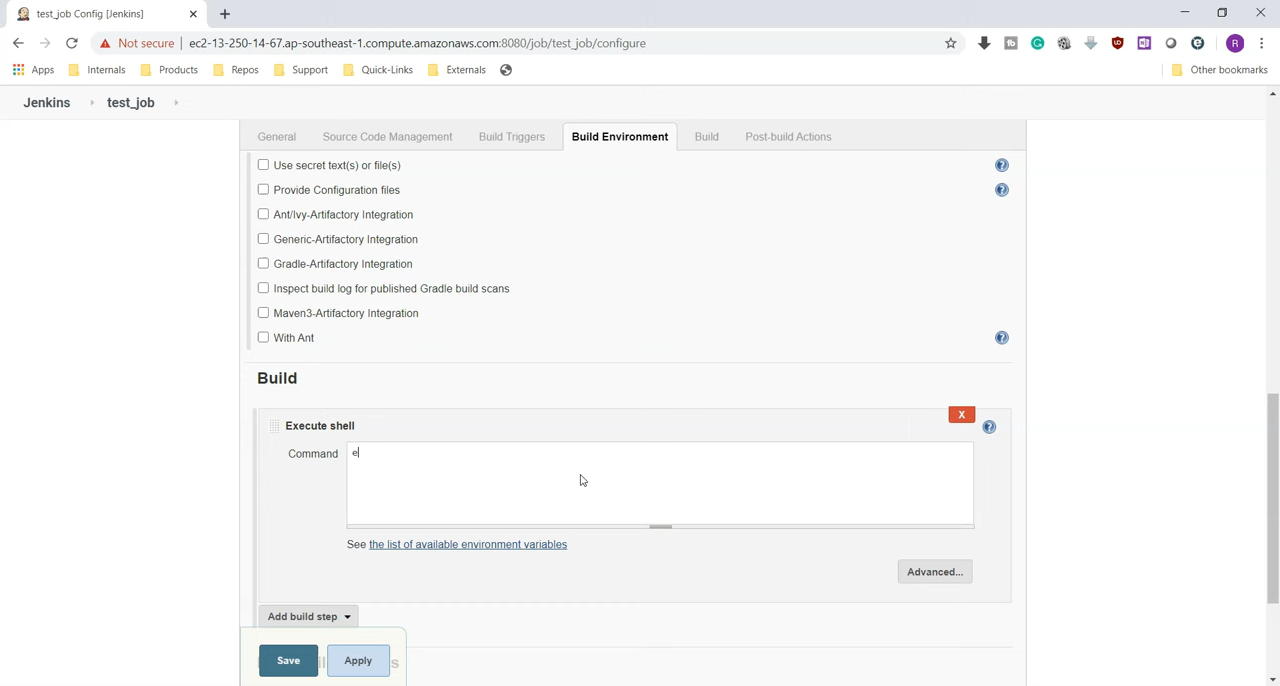 test_job Config [Jenkins]
Not secure | ec2-13-250-14-67.ap-southeast-1.compute.amazonaws.com:8080/job/test_job/configure
Apps Internals Products Repos Support Quick-Links Externals Other bookmarks
Jenkins test_job
General Source Code Management Build Triggers Build Environment Build Post-build Actions
Use secret text(s) or file(s)
Provide Configuration files
Ant/Ivy-Artifactory Integration
Generic-Artifactory Integration
Gradle-Artifactory Integration
Inspect build log for published Gradle build scans
Maven3-Artifactory Integration
With Ant
Build
X
Execute shell
Command e
See the list of available environment variables
Advanced...
Add build step
Save Apply